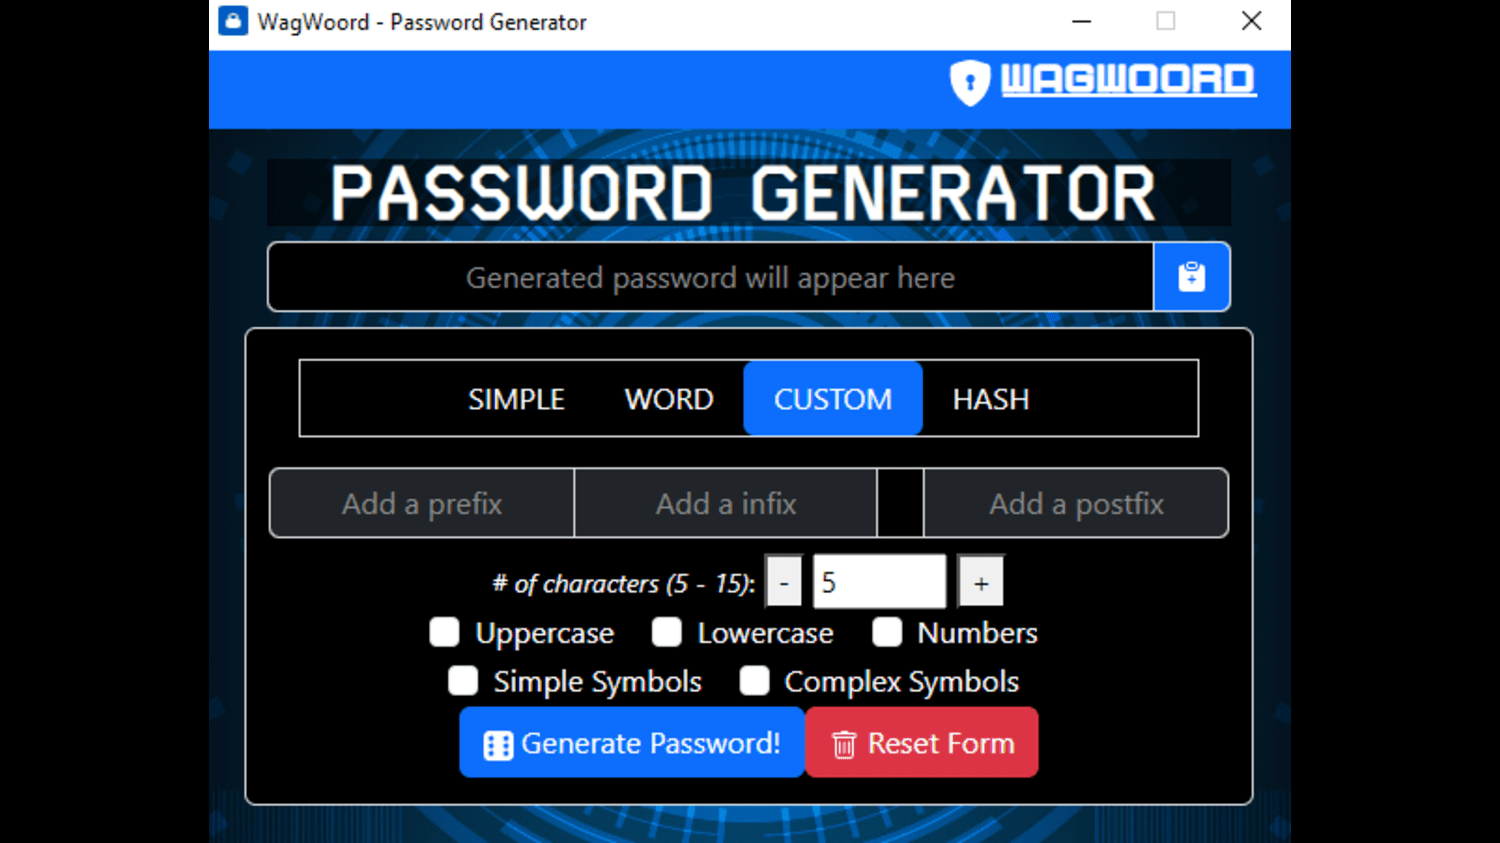 WagWoord - Password Generator
WAGWOORD
PASSWORD GENERATOR
Generated password will appear here
SIMPLE WORD CUSTOM HASH
Add a prefix Add a infix Add a postfix
# of characters (5 - 15): - 5 +
Uppercase Lowercase Numbers
Simple Symbols Complex Symbols
Generate Password! Reset Form